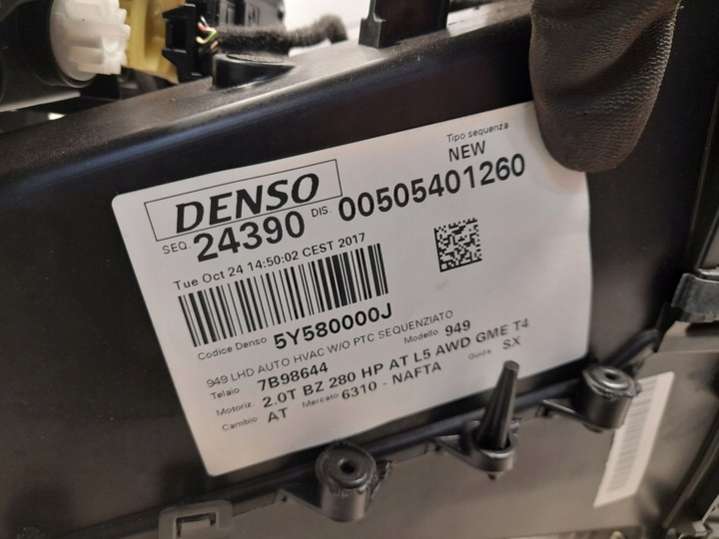 Tipo sequenza
NEW
DENSO
SEQ. 24390 DIS. 00505401260
Tue Oct 24 14:50:02 CEST 2017
Codice Denso 5Y580000J
949 LHD AUTO HVAC W/O PTC SEQUENZIATO
Telaio 7B98644 Modello 949
Motoriz. 2.0T BZ 280 HP AT L5 AWD GME T4
Cambio AT Mercato 6310 - NAFTA Guida SX